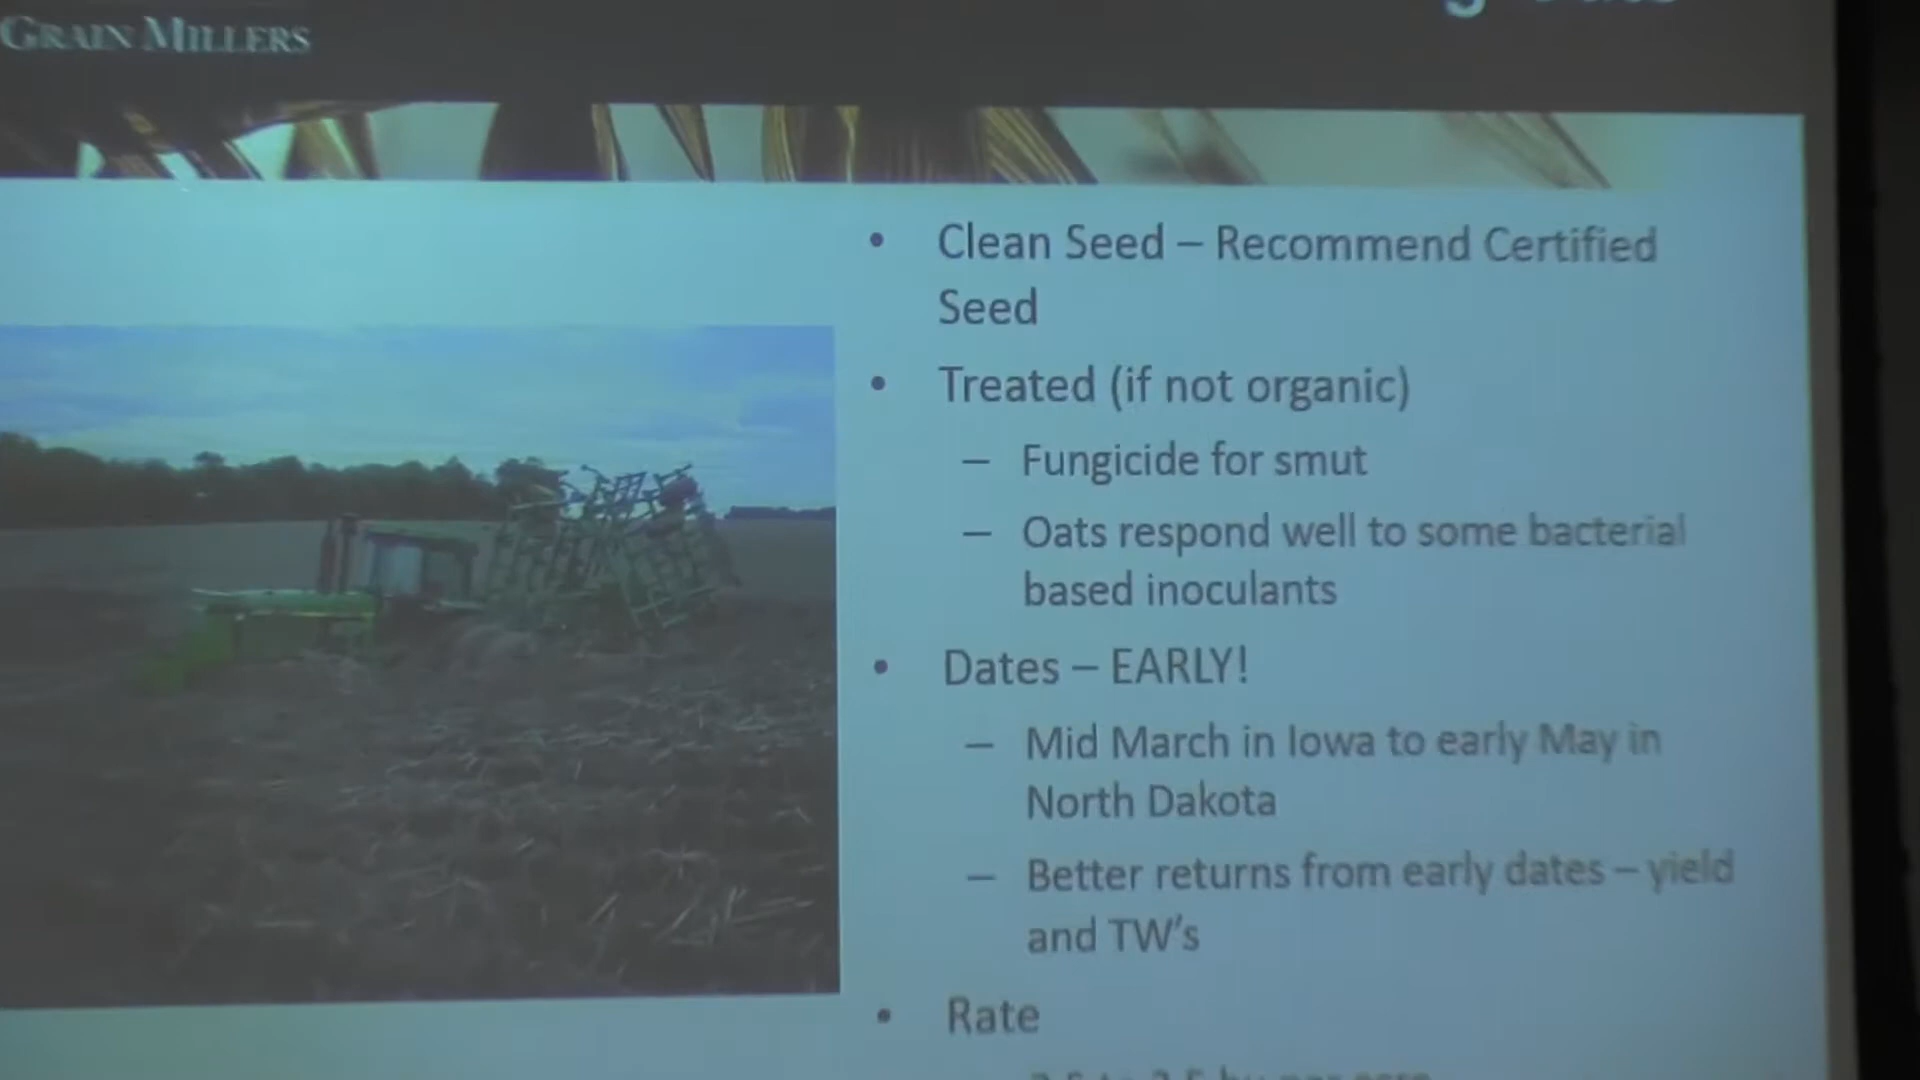 GRAIN MILLERS
• Clean Seed – Recommend Certified
Seed
• Treated (if not organic)
– Fungicide for smut
– Oats respond well to some bacterial
based inoculants
• Dates – EARLY!
– Mid March in Iowa to early May in
North Dakota
– Better returns from early dates – yield
and TW's
• Rate